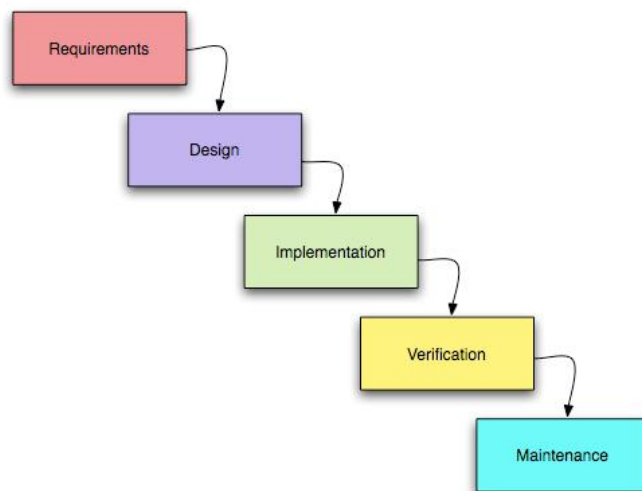 Requirements
Design
Implementation
Verification
Maintenance